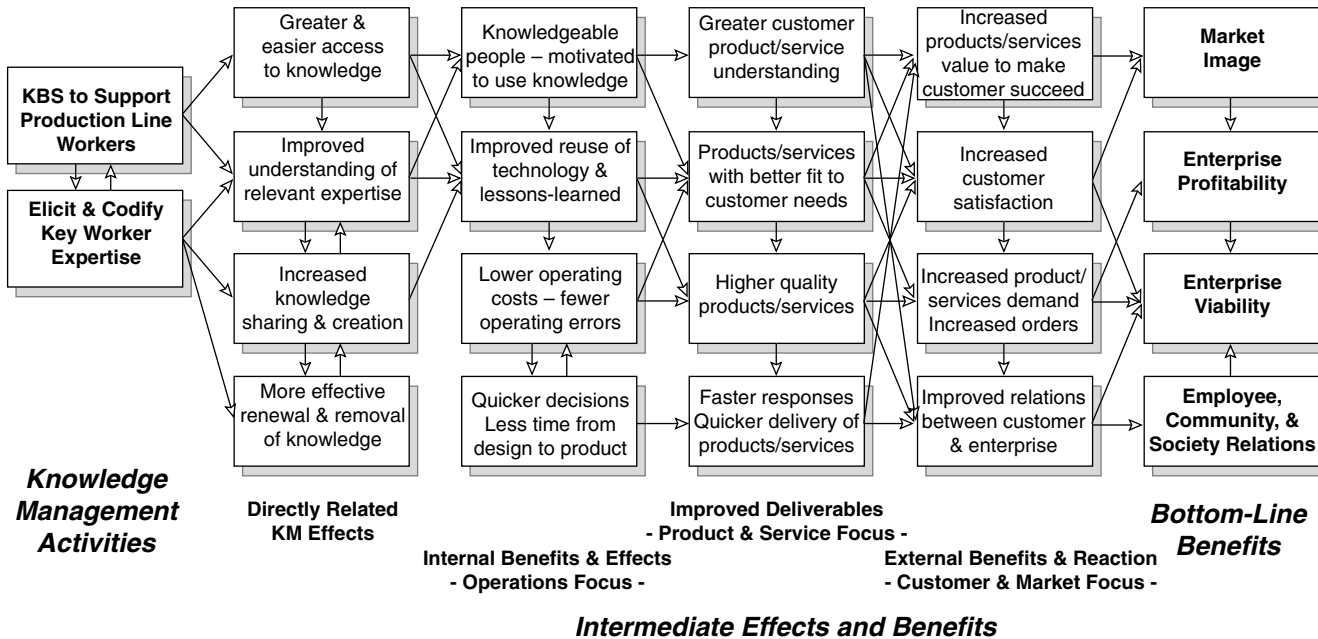 KBS to Support
Production Line
Workers
Elicit & Codify
Key Worker
Expertise
Knowledge
Management
Activities
Greater &
easier access
to knowledge
Improved
understanding of
relevant expertise
Increased
knowledge
sharing & creation
More effective
renewal & removal
of knowledge
Directly Related
KM Effects
Knowledgeable
people – motivated
to use knowledge
Improved reuse of
technology &
lessons-learned
Lower operating
costs – fewer
operating errors
Quicker decisions
Less time from
design to product
Internal Benefits & Effects
- Operations Focus -
Greater customer
product/service
understanding
Products/services
with better fit to
customer needs
Higher quality
products/services
Faster responses
Quicker delivery of
products/services
Improved Deliverables
- Product & Service Focus -
Increased
products/services
value to make
customer succeed
Increased
customer
satisfaction
Increased product/
services demand
Increased orders
Improved relations
between customer
& enterprise
External Benefits & Reaction
- Customer & Market Focus -
Market
Image
Enterprise
Profitability
Enterprise
Viability
Employee,
Community, &
Society Relations
Bottom-Line
Benefits
Intermediate Effects and Benefits